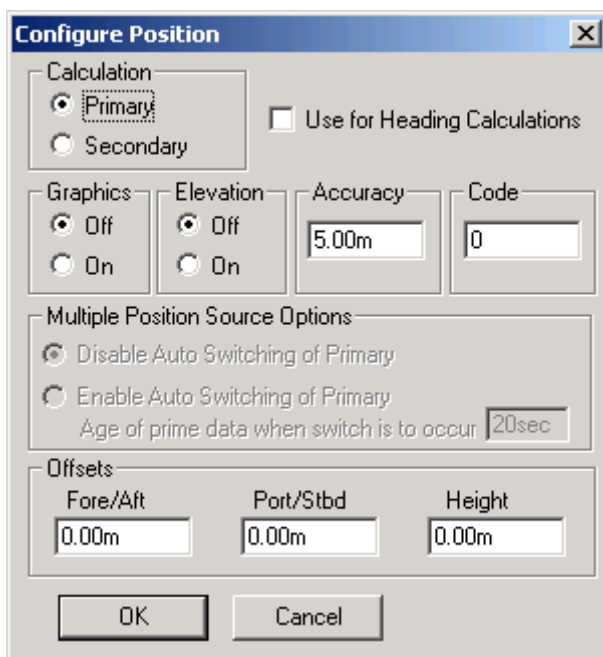 Configure Position
Calculation
Primary
Secondary
Use for Heading Calculations
Graphics
Off
On
Elevation
Off
On
Accuracy
5.00m
Code
0
Multiple Position Source Options
Disable Auto Switching of Primary
Enable Auto Switching of Primary
Age of prime data when switch is to occur 20sec
Offsets
Fore/Aft Port/Stbd Height
0.00m 0.00m 0.00m
OK Cancel